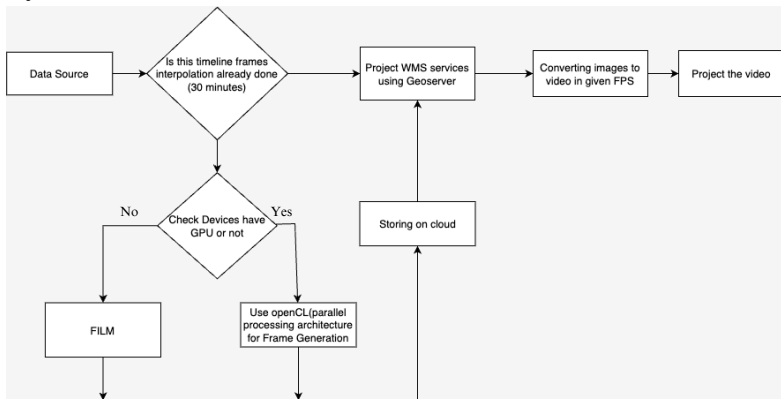 Data Source
Is this timeline frames
interpolation already done
(30 minutes)
Project WMS services
using Geoserver
Converting images to
video in given FPS
Project the video
No
Check Devices have
GPU or not
Yes
Storing on cloud
FILM
Use openCL(parallel
processing architecture
for Frame Generation